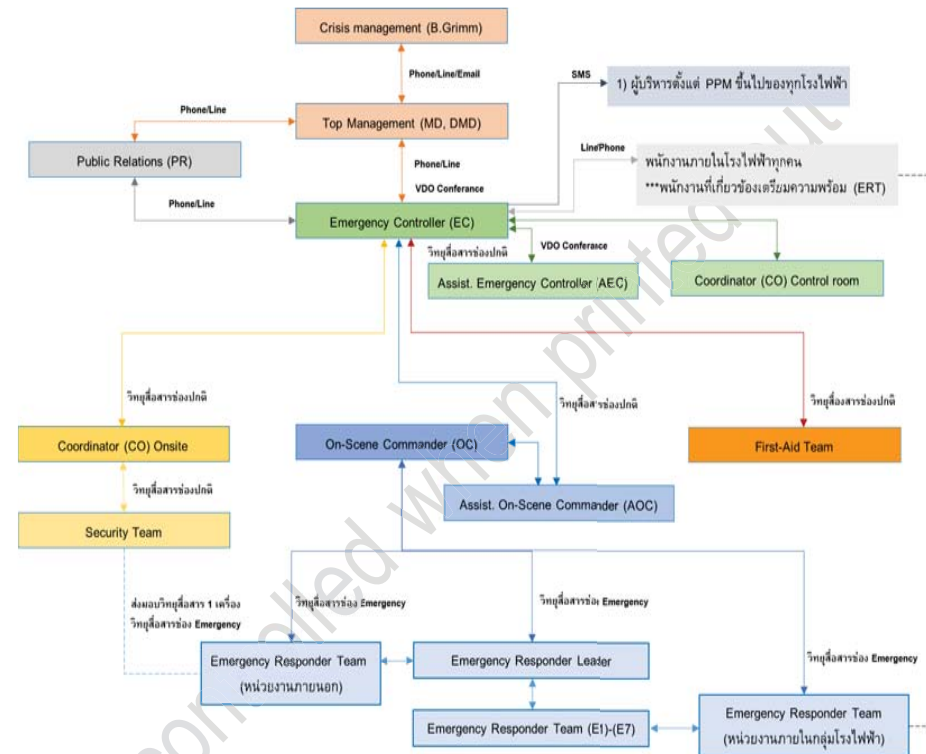 Crisis management (B.Grimm)
Phone/Line/Email
SMS
1) ผู้บริหารตั้งแต่ PPM ขึ้นไปของทุกโรงไฟฟ้า
Phone/Line
Top Management (MD, DMD)
Line/Phone
Public Relations (PR)
Phone/Line
พนักงานภายในโรงไฟฟ้าทุกคน
***พนักงานที่เกี่ยวข้องเตรียมความพร้อม (ERT)
VDO Conferance
Phone/Line
Emergency Controller (EC)
วิทยุสื่อสารช่องปกติ
VDO Conferance
Assist. Emergency Controller (AEC)
Coordinator (CO) Control room
วิทยุสื่อสารช่องปกติ
วิทยุสื่อสารช่องปกติ
วิทยุสื่องสารช่องปกติ
Coordinator (CO) Onsite
On-Scene Commander (OC)
First-Aid Team
วิทยุสื่อสารช่องปกติ
Assist. On-Scene Commander (AOC)
Security Team
ส่งมอบวิทยุสื่อสาร 1 เครื่อง
วิทยุสื่อสารช่อง Emergency
วิทยุสื่อสารช่อง Emergency
วิทยุสื่อสารช่อง Emergency
วิทยุสื่อสารช่อง Emergency
Emergency Responder Team
(หน่วยงานภายนอก)
Emergency Responder Leader
Emergency Responder Team (E1)-(E7)
Emergency Responder Team
(หน่วยงานภายในกลุ่มโรงไฟฟ้า)
when printed